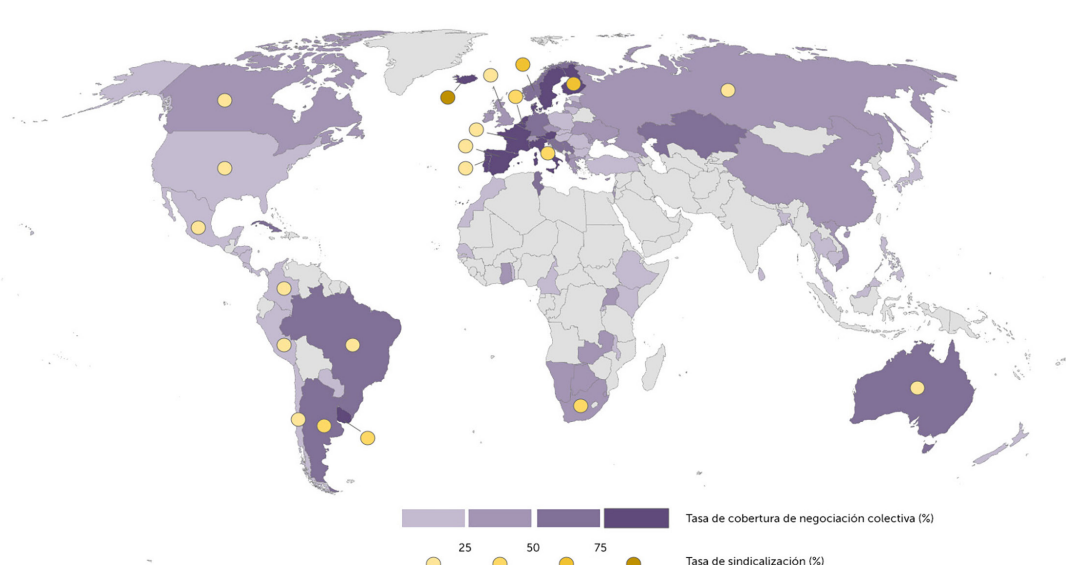 Tasa de cobertura de negociación colectiva (%)
25 50 75
Tasa de sindicalización (%)